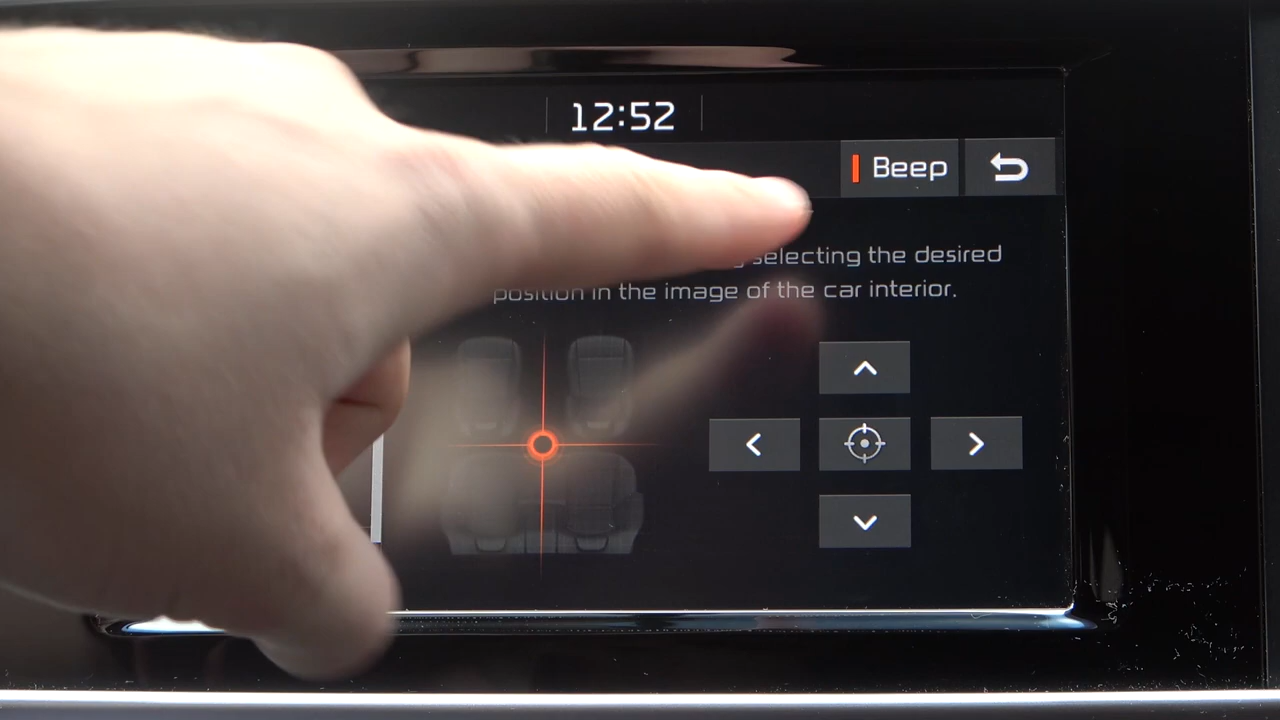 12:52
Beep
selecting the desired
position in the image of the car interior.